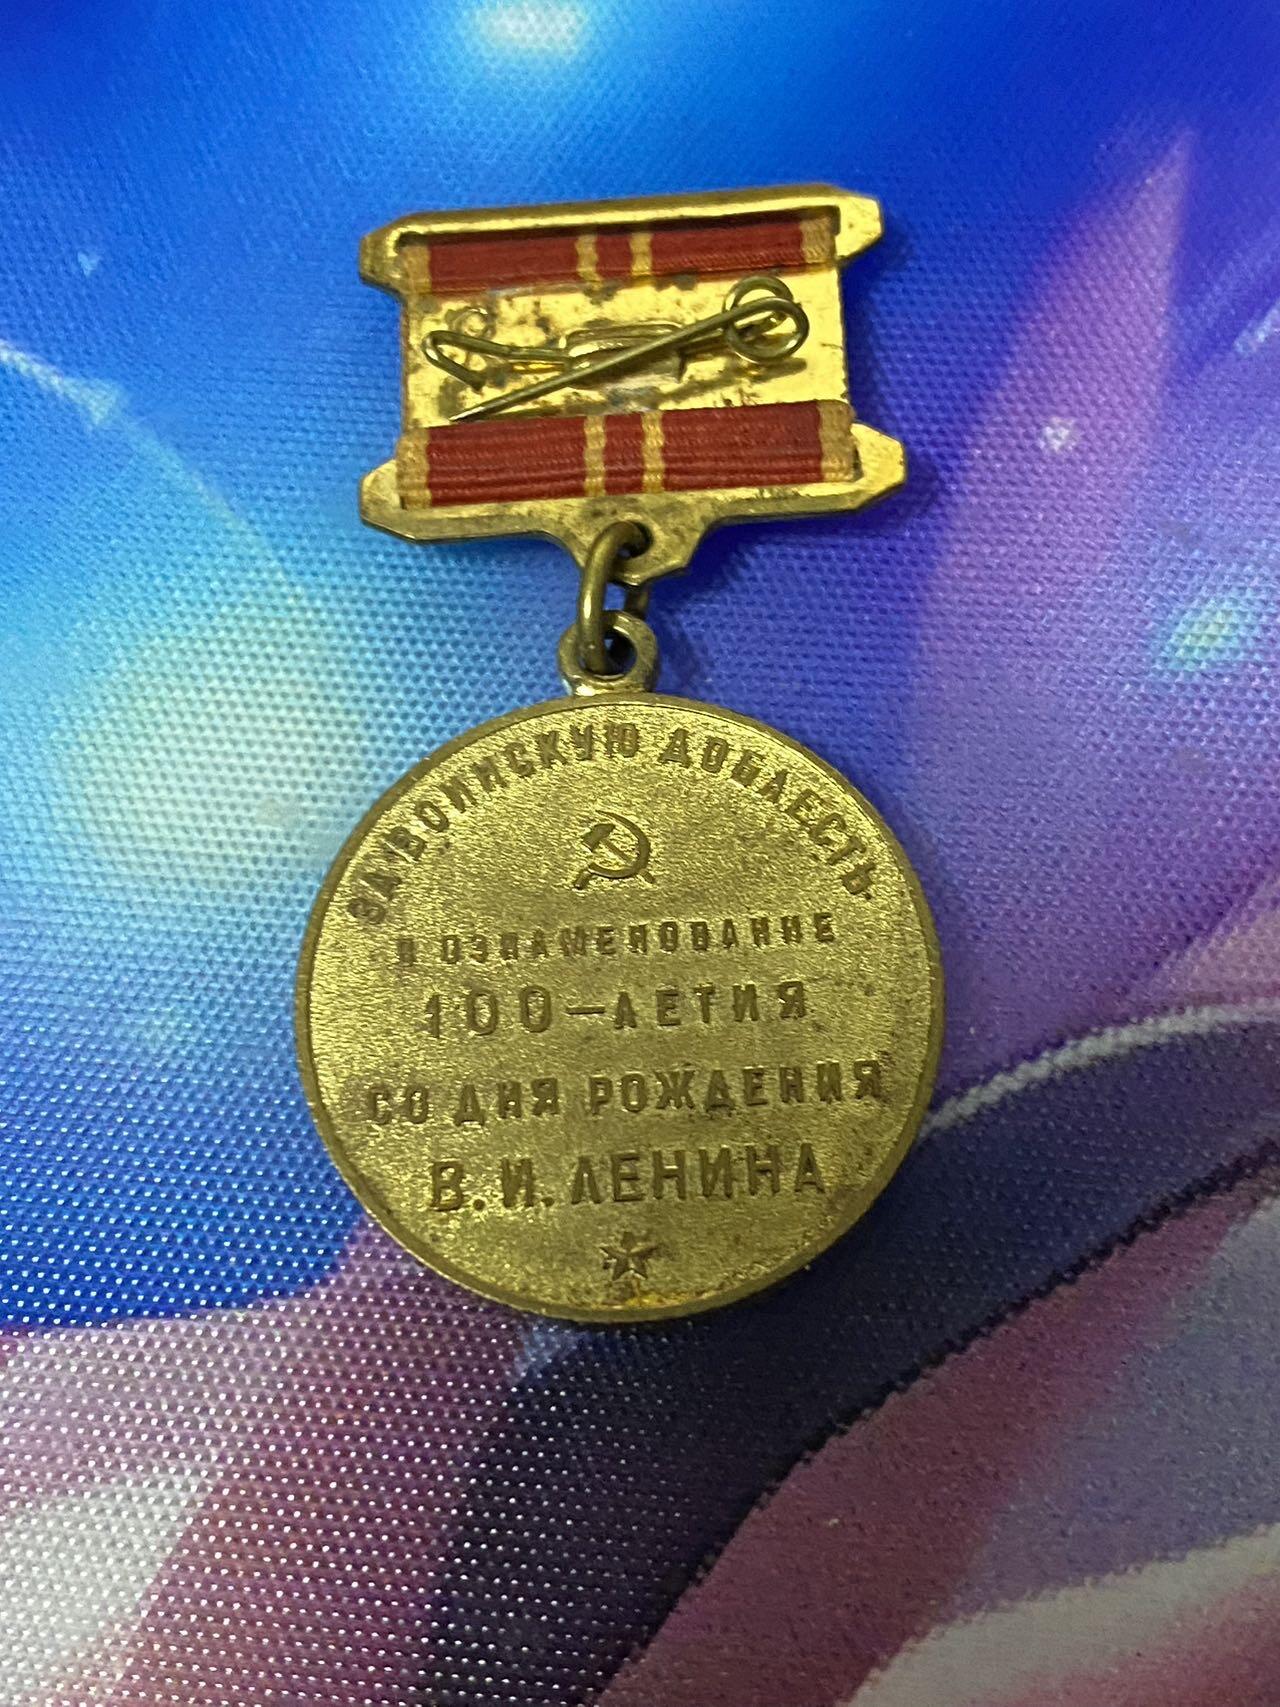 ЗА ВОИНСКУЮ ДОБЛЕСТЬ
В ОЗНАМЕНОВАНИЕ
100-ЛЕТИЯ
СО ДНЯ РОЖДЕНИЯ
В.И.ЛЕНИНА